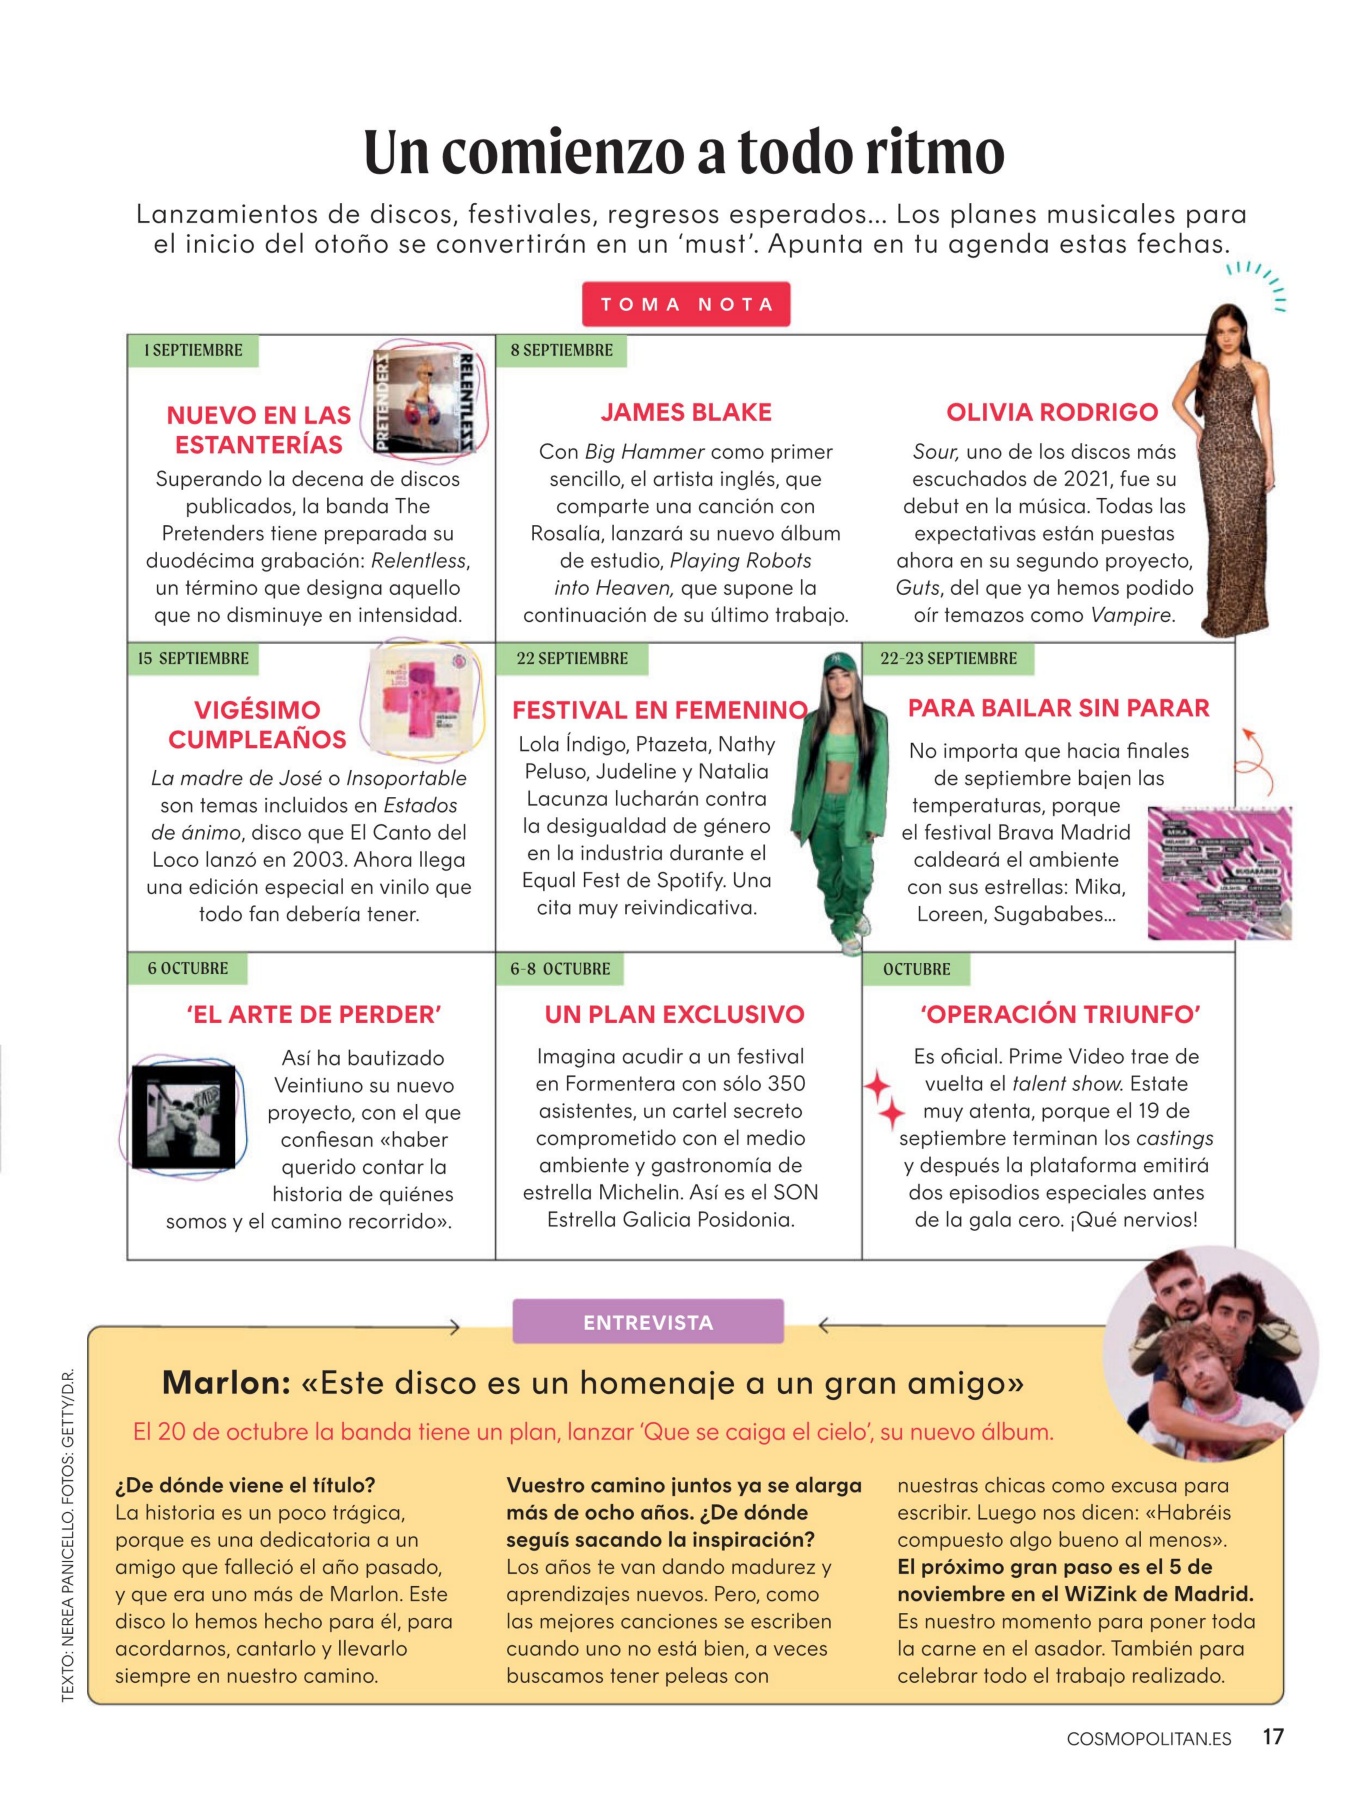 Un comienzo a todo ritmo
Lanzamientos de discos, festivales, regresos esperados... Los planes musicales para
el inicio del otoño se convertirán en un ‘must’. Apunta en tu agenda estas fechas.
TOMA NOTA
1 SEPTIEMBRE
PRETENDERS
RELENTLESS
NUEVO EN LAS
ESTANTERÍAS
Superando la decena de discos
publicados, la banda The
Pretenders tiene preparada su
duodécima grabación: Relentless,
un término que designa aquello
que no disminuye en intensidad.
8 SEPTIEMBRE
JAMES BLAKE
Con Big Hammer como primer
sencillo, el artista inglés, que
comparte una canción con
Rosalía, lanzará su nuevo álbum
de estudio, Playing Robots
into Heaven, que supone la
continuación de su último trabajo.
OLIVIA RODRIGO
Sour, uno de los discos más
escuchados de 2021, fue su
debut en la música. Todas las
expectativas están puestas
ahora en su segundo proyecto,
Guts, del que ya hemos podido
oír temazos como Vampire.
15 SEPTIEMBRE
VIGÉSIMO
CUMPLEAÑOS
La madre de José o Insoportable
son temas incluidos en Estados
de ánimo, disco que El Canto del
Loco lanzó en 2003. Ahora llega
una edición especial en vinilo que
todo fan debería tener.
22 SEPTIEMBRE
FESTIVAL EN FEMENINO
Lola Índigo, Ptazeta, Nathy
Peluso, Judeline y Natalia
Lacunza lucharán contra
la desigualdad de género
en la industria durante el
Equal Fest de Spotify. Una
cita muy reivindicativa.
22-23 SEPTIEMBRE
PARA BAILAR SIN PARAR
No importa que hacia finales
de septiembre bajen las
temperaturas, porque
el festival Brava Madrid
caldeará el ambiente
con sus estrellas: Mika,
Loreen, Sugababes...
MIKA
SUGABABES
6 OCTUBRE
‘EL ARTE DE PERDER’
Así ha bautizado
Veintiuno su nuevo
proyecto, con el que
confiesan «haber
querido contar la
historia de quiénes
somos y el camino recorrido».
6-8 OCTUBRE
UN PLAN EXCLUSIVO
Imagina acudir a un festival
en Formentera con sólo 350
asistentes, un cartel secreto
comprometido con el medio
ambiente y gastronomía de
estrella Michelin. Así es el SON
Estrella Galicia Posidonia.
OCTUBRE
‘OPERACIÓN TRIUNFO’
Es oficial. Prime Video trae de
vuelta el talent show. Estate
muy atenta, porque el 19 de
septiembre terminan los castings
y después la plataforma emitirá
dos episodios especiales antes
de la gala cero. ¡Qué nervios!
ENTREVISTA
Marlon: «Este disco es un homenaje a un gran amigo»
El 20 de octubre la banda tiene un plan, lanzar ‘Que se caiga el cielo’, su nuevo álbum.
¿De dónde viene el título?
La historia es un poco trágica,
porque es una dedicatoria a un
amigo que falleció el año pasado,
y que era uno más de Marlon. Este
disco lo hemos hecho para él, para
acordarnos, cantarlo y llevarlo
siempre en nuestro camino.
Vuestro camino juntos ya se alarga
más de ocho años. ¿De dónde
seguís sacando la inspiración?
Los años te van dando madurez y
aprendizajes nuevos. Pero, como
las mejores canciones se escriben
cuando uno no está bien, a veces
buscamos tener peleas con
nuestras chicas como excusa para
escribir. Luego nos dicen: «Habréis
compuesto algo bueno al menos».
El próximo gran paso es el 5 de
noviembre en el WiZink de Madrid.
Es nuestro momento para poner toda
la carne en el asador. También para
celebrar todo el trabajo realizado.
TEXTO: NEREA PANICELLO. FOTOS: GETTY/D.R.
COSMOPOLITAN.ES 17